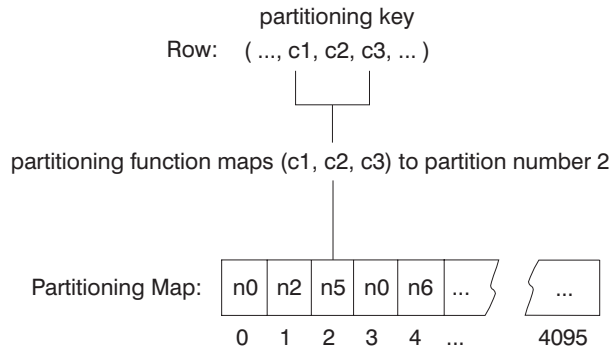 partitioning key
Row: ( ..., c1, c2, c3, ... )
partitioning function maps (c1, c2, c3) to partition number 2
Partitioning Map: n0 n2 n5 n0 n6 ... ...
0 1 2 3 4 ... 4095